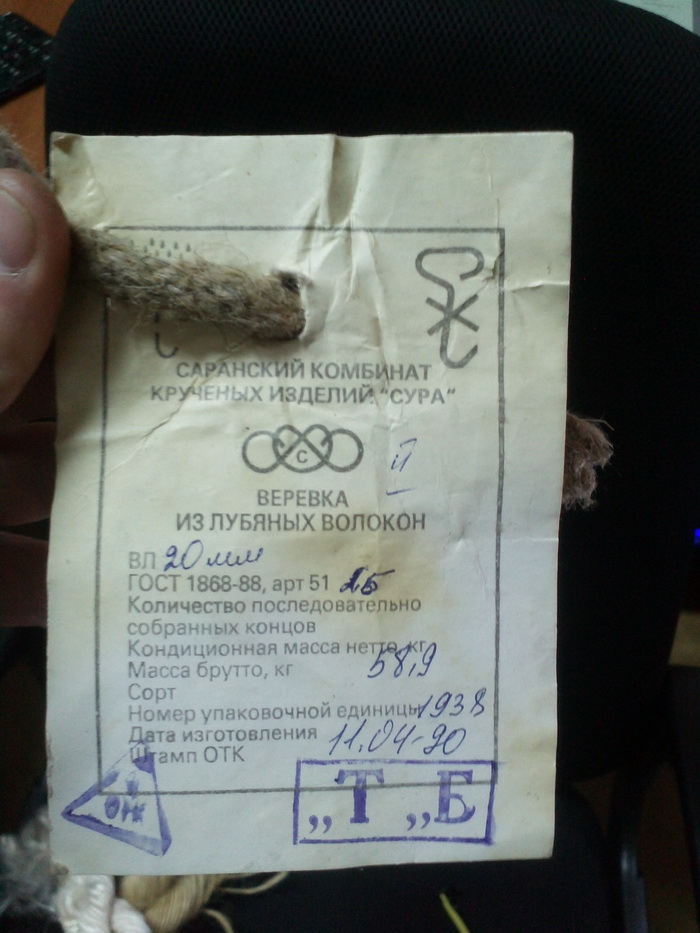 САРАНСКИЙ КОМБИНАТ
КРУЧЕНЫХ ИЗДЕЛИЙ "СУРА"
С
ВЕРЕВКА
ИЗ ЛУБЯНЫХ ВОЛОКОН
ВЛ 20 мм
ГОСТ 1868-88, арт 51
Количество последовательно
собранных концов
Кондиционная масса нетто, кг
Масса брутто, кг 58,9
Сорт
Номер упаковочной единицы 1938
Дата изготовления 11.04-90
Штамп ОТК
ОТК
„Т „Б